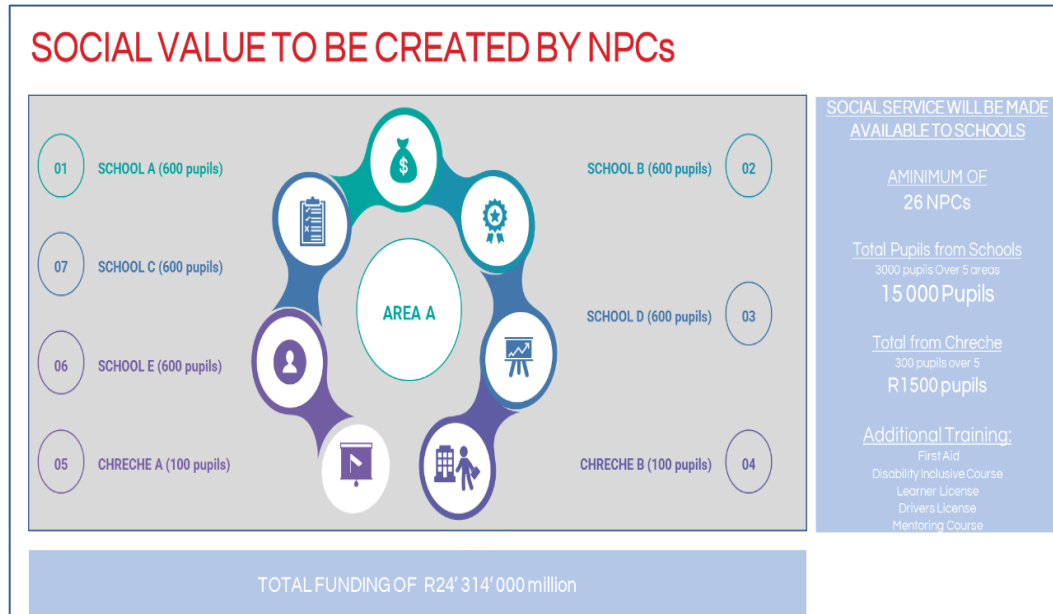 SOCIAL VALUE TO BE CREATED BY NPCs
01
SCHOOL A (600 pupils)
SCHOOL B (600 pupils)
02
07
SCHOOL C (600 pupils)
SCHOOL D (600 pupils)
03
06
SCHOOL E (600 pupils)
05
CHRECHE A (100 pupils)
CHRECHE B (100 pupils)
04
$
AREA A
SOCIAL SERVICE WILL BE MADE
AVAILABLE TO SCHOOLS
AMINIMUM OF
26 NPCs
Total Pupils from Schools
3000 pupils Over 5 areas
15 000 Pupils
Total from Chreche
300 pupils over 5
R1500 pupils
Additional Training:
First Aid
Disability Inclusive Course
Learner License
Drivers License
Mentoring Course
TOTAL FUNDING OF R24' 314' 000 million